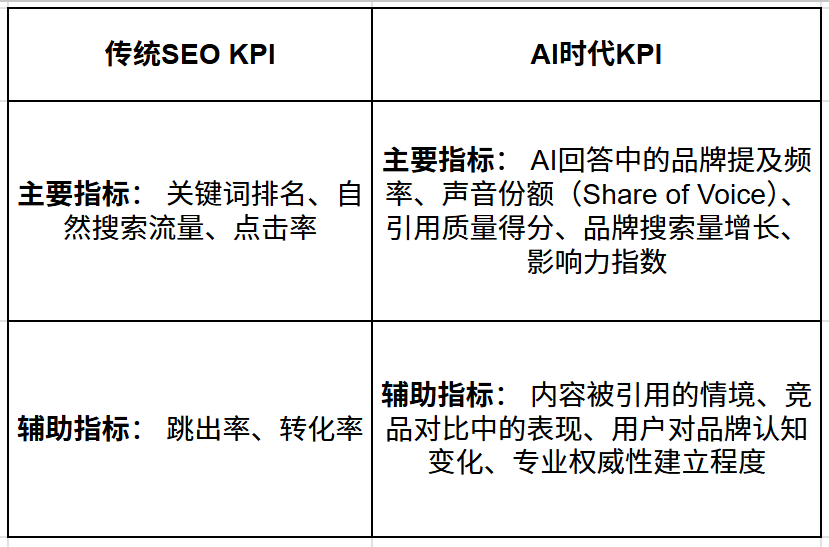 传统SEO KPI
AI时代KPI
主要指标： 关键词排名、自
然搜索流量、点击率
主要指标： AI回答中的品牌提及频
率、声音份额（Share of Voice）、
引用质量得分、品牌搜索量增长、
影响力指数
辅助指标： 跳出率、转化率
辅助指标： 内容被引用的情境、竞
品对比中的表现、用户对品牌认知
变化、专业权威性建立程度